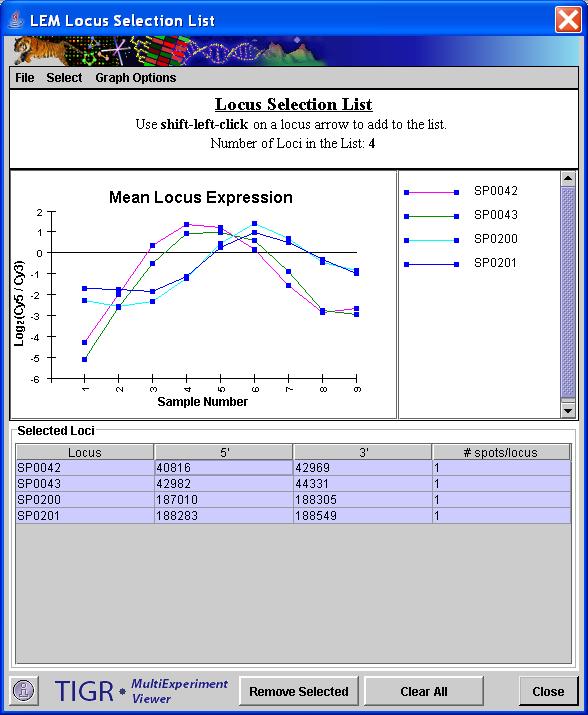 LEM Locus Selection List
File Select Graph Options
Locus Selection List
Use shift-left-click on a locus arrow to add to the list.
Number of Loci in the List: 4
Mean Locus Expression
Log2(Cy5 / Cy3)
2
1
0
-1
-2
-3
-4
-5
-6
1 2 3 4 5 6 7 8 9
Sample Number
SP0042
SP0043
SP0200
SP0201
Selected Loci
Locus 5' 3' # spots/locus
SP0042 40816 42969 1
SP0043 42982 44331 1
SP0200 187010 188305 1
SP0201 188283 188549 1
TIGR • MultiExperiment
Viewer
Remove Selected Clear All Close